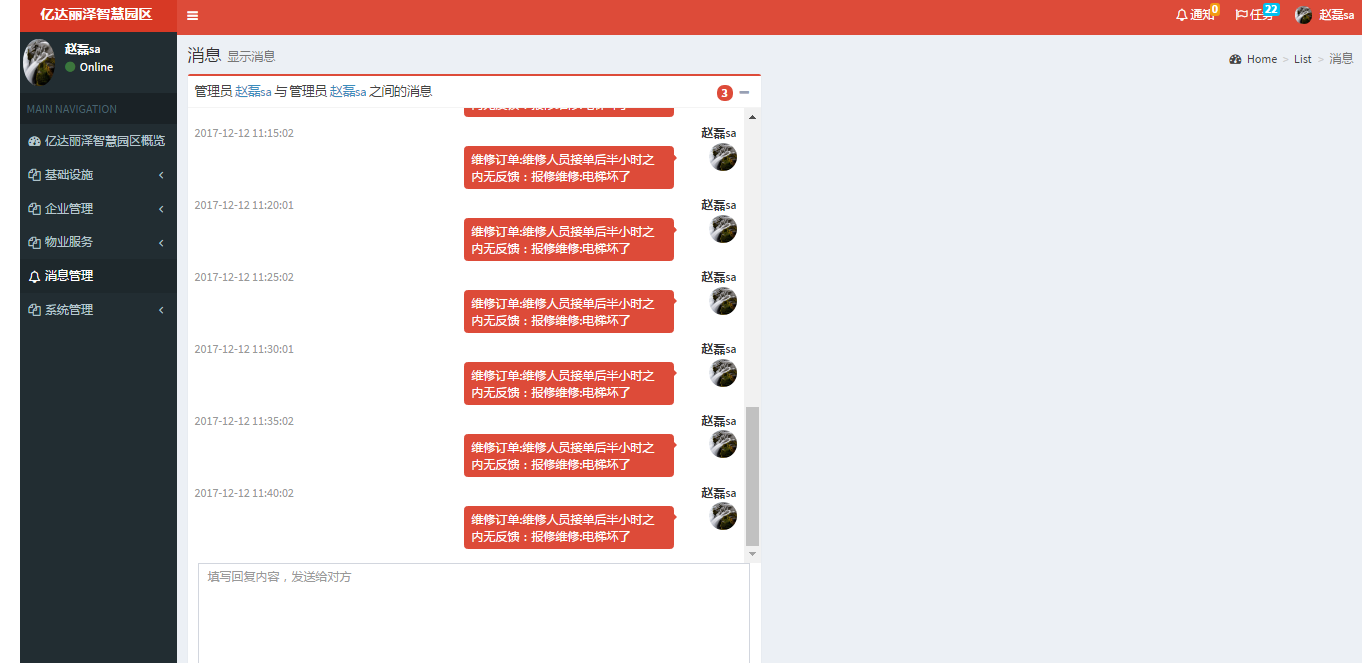 亿达丽泽智慧园区
通知 0
任务 22
赵磊sa
赵磊sa
Online
MAIN NAVIGATION
亿达丽泽智慧园区概览
基础设施
企业管理
物业服务
消息管理
系统管理
消息 显示消息
Home > List > 消息
管理员 赵磊sa 与 管理员 赵磊sa 之间的消息
3
内无反馈：报修维修:电梯坏了
2017-12-12 11:15:02
赵磊sa
维修订单:维修人员接单后半小时之
内无反馈：报修维修:电梯坏了
2017-12-12 11:20:01
赵磊sa
维修订单:维修人员接单后半小时之
内无反馈：报修维修:电梯坏了
2017-12-12 11:25:02
赵磊sa
维修订单:维修人员接单后半小时之
内无反馈：报修维修:电梯坏了
2017-12-12 11:30:01
赵磊sa
维修订单:维修人员接单后半小时之
内无反馈：报修维修:电梯坏了
2017-12-12 11:35:02
赵磊sa
维修订单:维修人员接单后半小时之
内无反馈：报修维修:电梯坏了
2017-12-12 11:40:02
赵磊sa
维修订单:维修人员接单后半小时之
内无反馈：报修维修:电梯坏了
填写回复内容，发送给对方